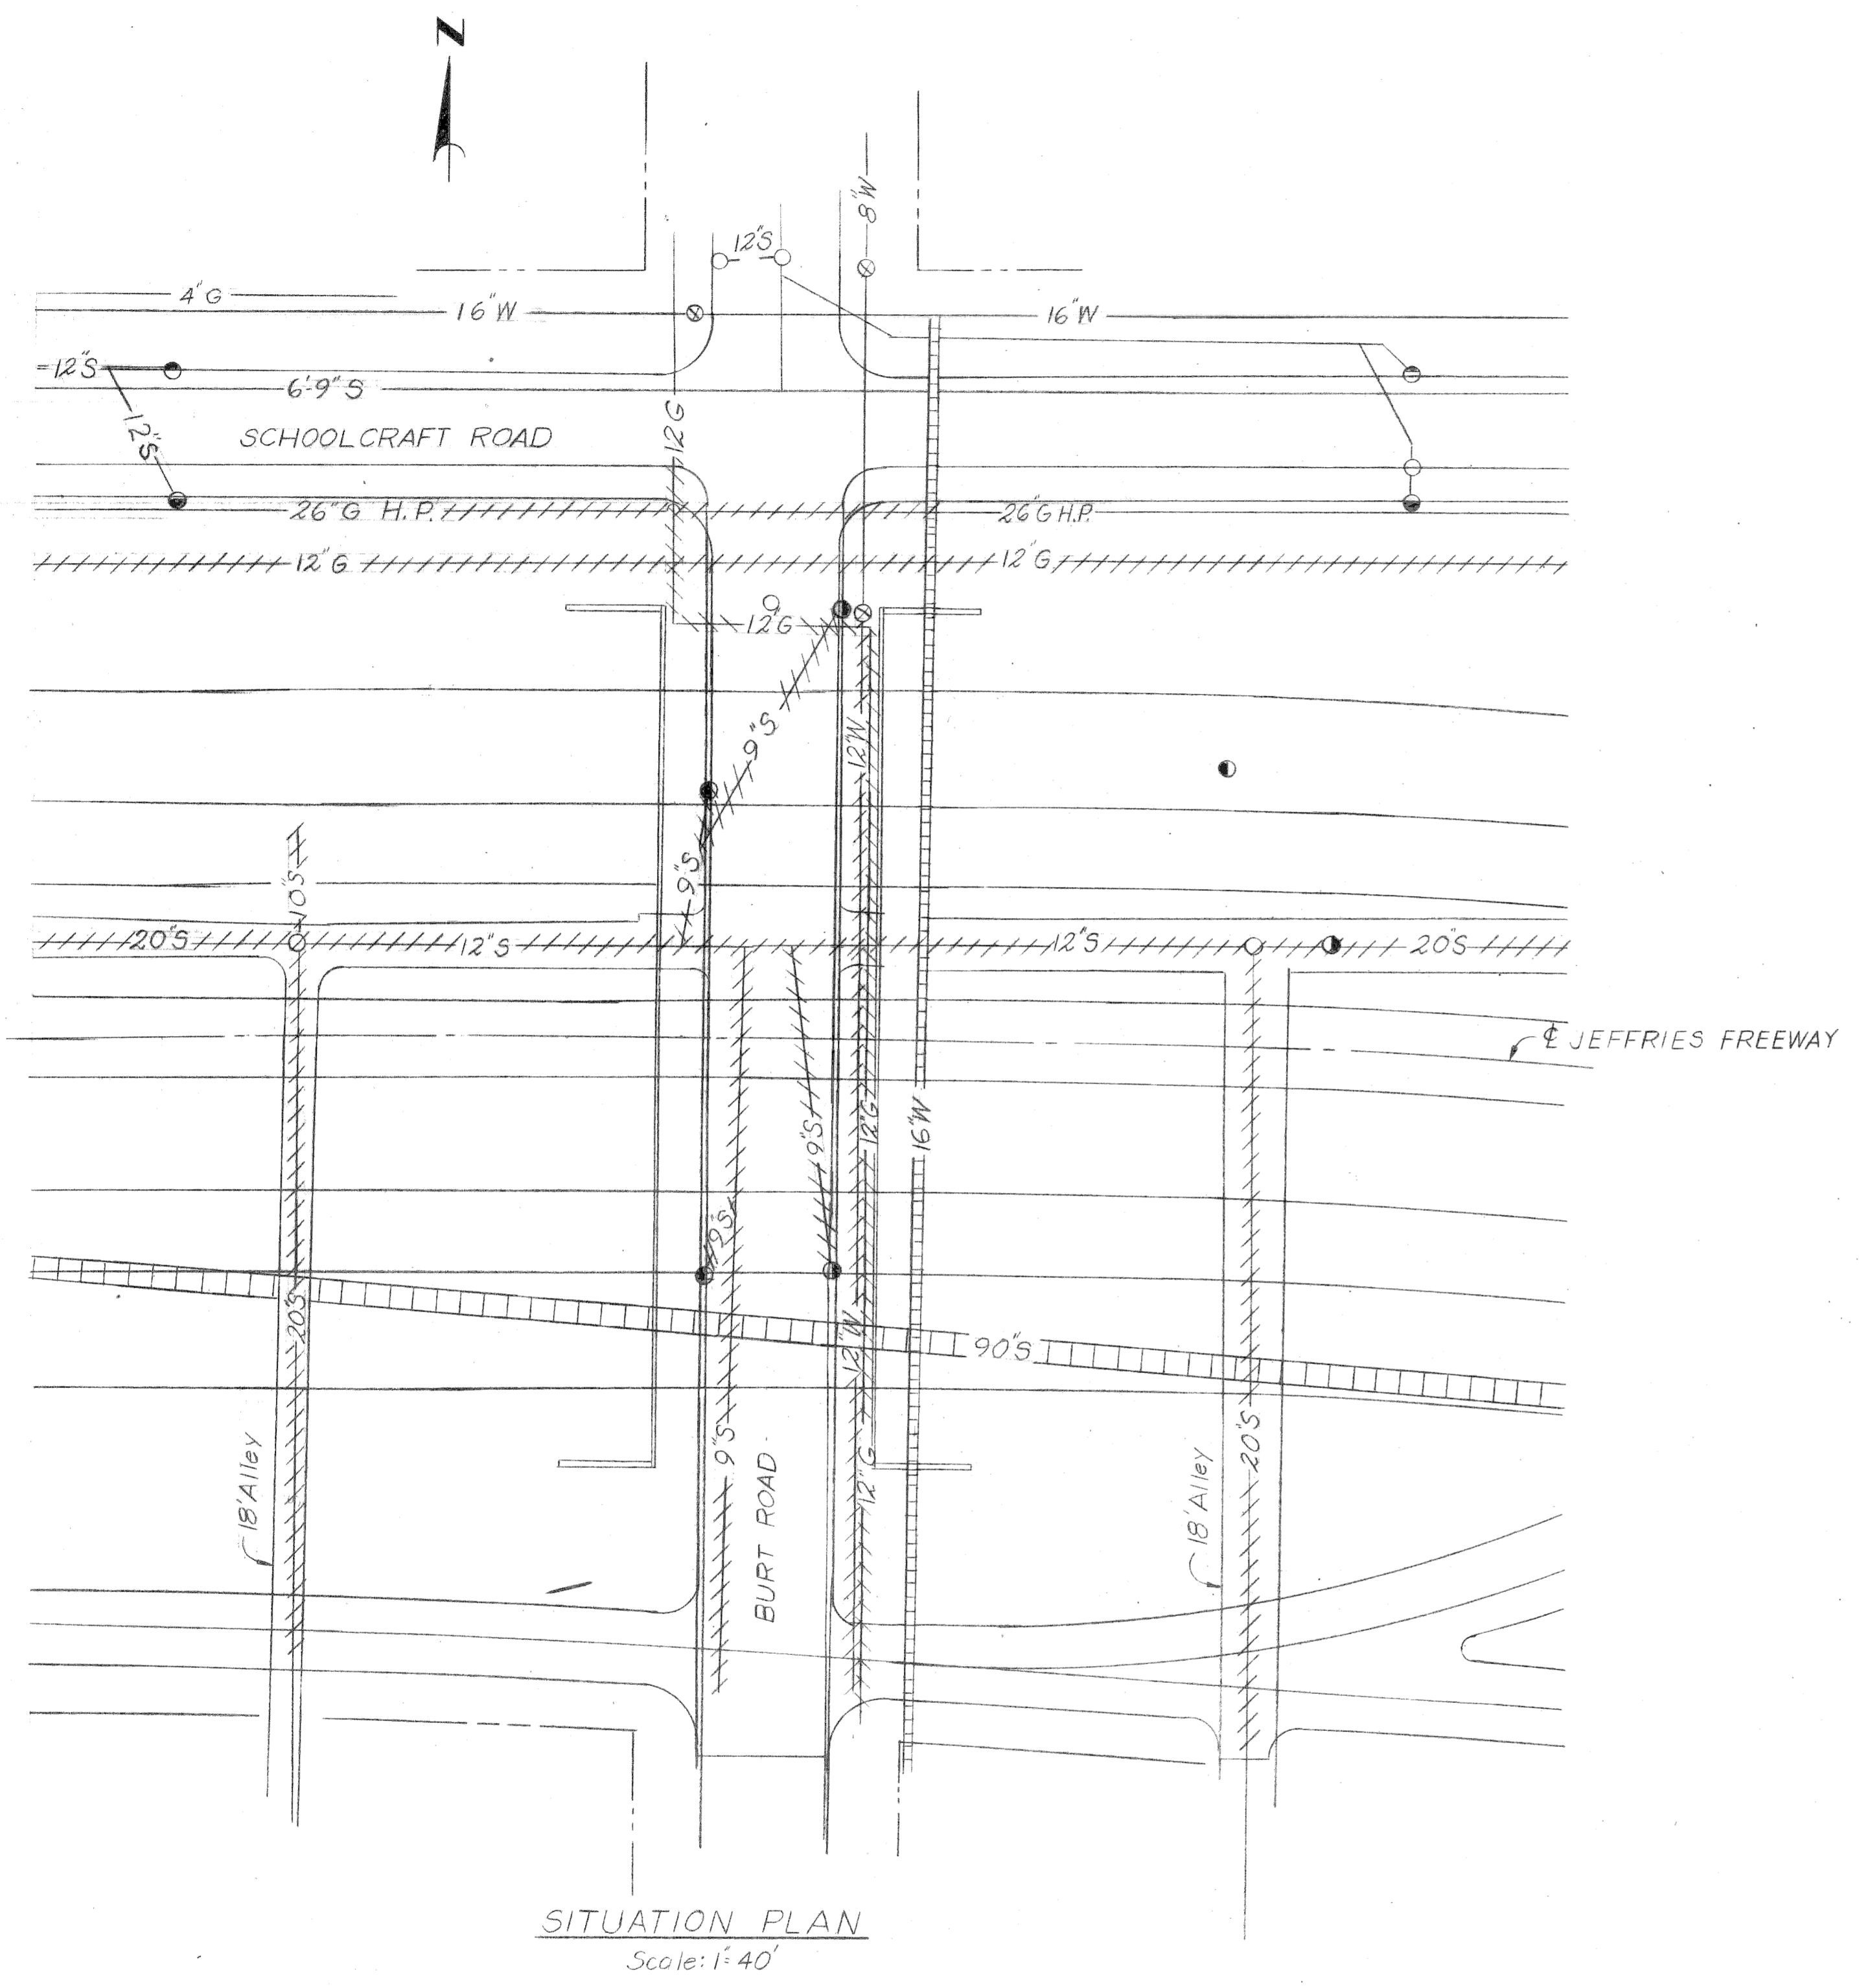 N
8"W
12"S
4"G
16"W
16"W
12"S
6'-9"S
12"S
12"G
SCHOOLCRAFT ROAD
26"G H.P.
26"G H.P.
12"G
12"G
12"G
9"S
12"W
9"S
10"S
20"S
12"S
12"S
20"S
℄ JEFFRIES FREEWAY
9"S
12"G
16"W
9"S
20"S
12"W
90"S
18' Alley
9"S
BURT ROAD
12"G
18' Alley
20"S
SITUATION PLAN
Scale: 1"=40'